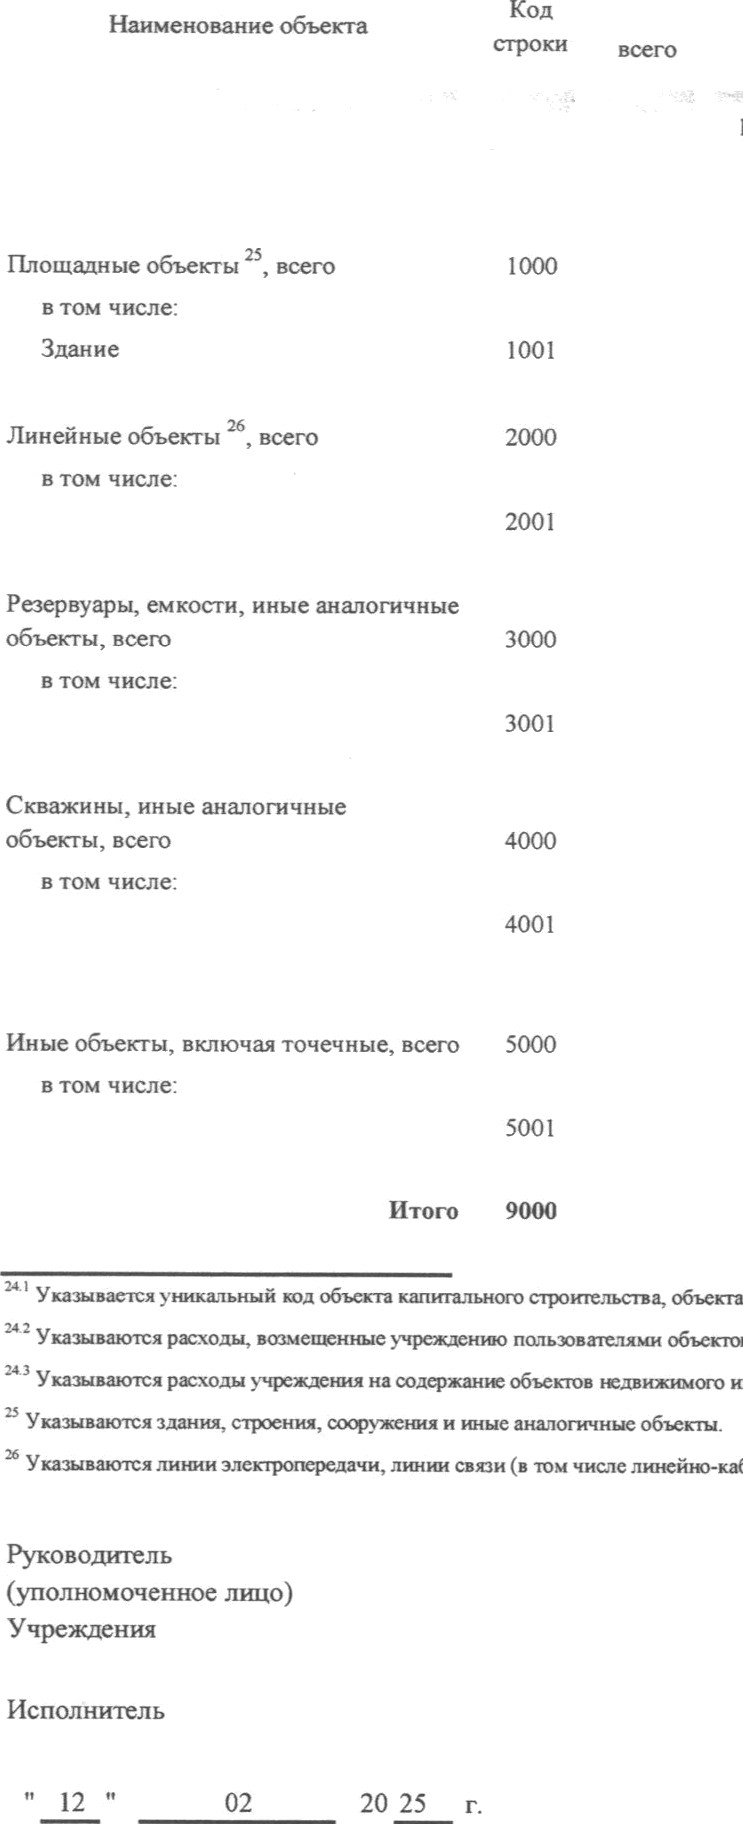 Наименование объекта
Код
строки
всего
Площадные объекты 25, всего 1000
в том числе:
Здание 1001
Линейные объекты 26, всего 2000
в том числе:
2001
Резервуары, емкости, иные аналогичные
объекты, всего 3000
в том числе:
3001
Скважины, иные аналогичные
объекты, всего 4000
в том числе:
4001
Иные объекты, включая точечные, всего 5000
в том числе:
5001
Итого 9000
24.1 Указывается уникальный код объекта капитального строительства, объекта
24.2 Указываются расходы, возмещенные учреждению пользователями
24.3 Указываются расходы учреждения на содержание объектов недвижимого
25 Указываются здания, строения, сооружения и иные аналогичные объекты.
26 Указываются линии электропередачи, линии связи (в том числе
Руководитель
(уполномоченное лицо)
Учреждения
Исполнитель
" 12 " 02 20 25 г.